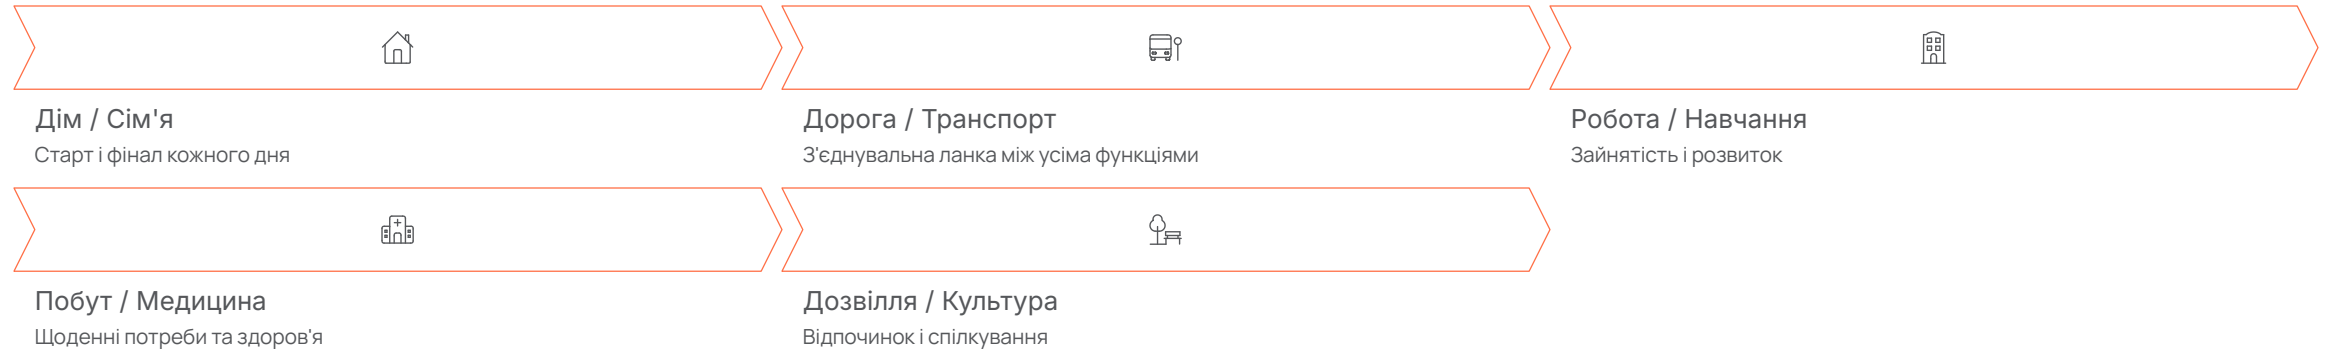 Дім / Сім'я
Старт і фінал кожного дня
Дорога / Транспорт
З'єднувальна ланка між усіма функціями
Робота / Навчання
Зайнятість і розвиток
Побут / Медицина
Щоденні потреби та здоров'я
Дозвілля / Культура
Відпочинок і спілкування